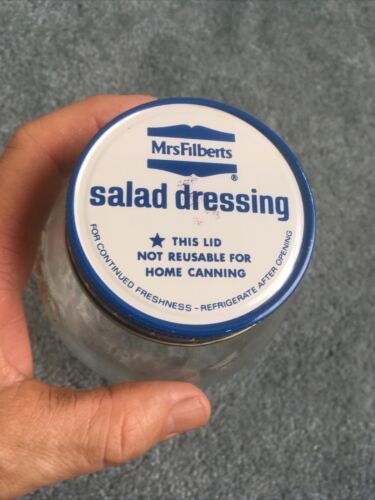 MrsFilberts
®
salad dressing
★ THIS LID
NOT REUSABLE FOR
HOME CANNING
FOR CONTINUED FRESHNESS - REFRIGERATE AFTER OPENING